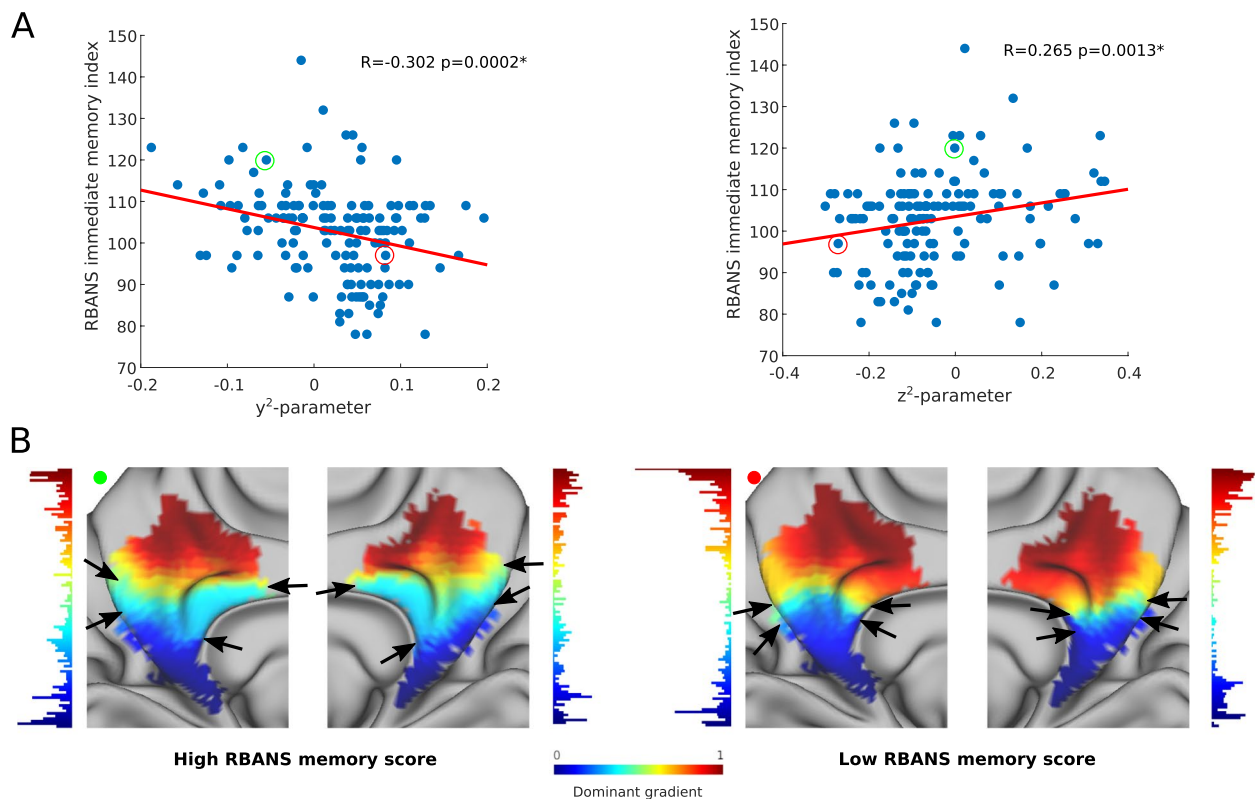 A
RBANS immediate memory index
150
140
130
120
110
100
90
80
70
-0.2
-0.1
0
0.1
0.2
y²-parameter
R=-0.302 p=0.0002*
RBANS immediate memory index
150
140
130
120
110
100
90
80
70
-0.4
-0.2
0
0.2
0.4
z²-parameter
R=0.265 p=0.0013*
B
High RBANS memory score
0
1
Dominant gradient
Low RBANS memory score